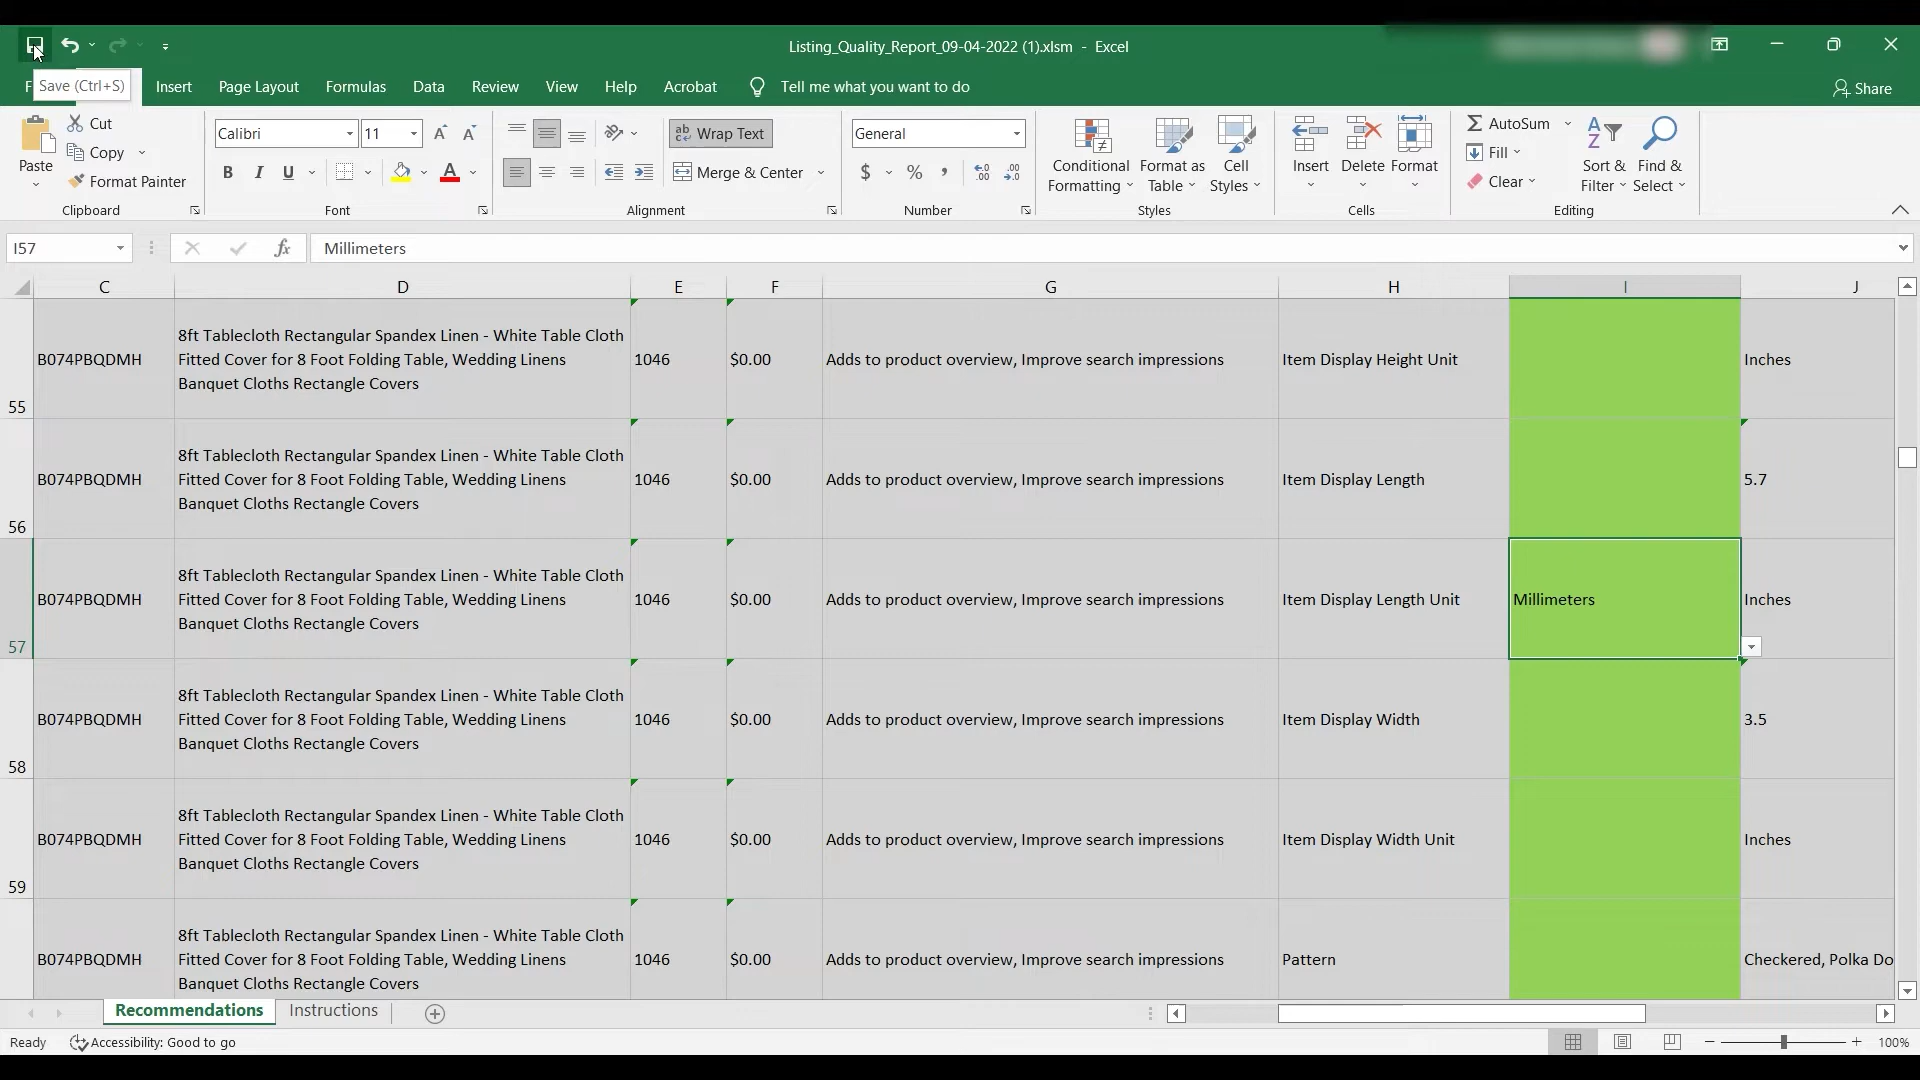 Listing_Quality_Report_09-04-2022 (1).xlsm - Excel
F
Save (Ctrl+S)
Insert
Page Layout
Formulas
Data
Review
View
Help
Acrobat
Tell me what you want to do
Share
Paste
Cut
Copy
Format Painter
Clipboard
Calibri
11
B I U
Font
Wrap Text
Merge & Center
Alignment
General
$ % ,
Number
Conditional
Formatting
Format as
Table
Cell
Styles
Styles
Insert
Delete
Format
Cells
AutoSum
Fill
Clear
Sort &
Filter
Find &
Select
Editing
I57
fx
Millimeters
C D E F G H I J
55
B074PBQDMH
8ft Tablecloth Rectangular Spandex Linen - White Table Cloth
Fitted Cover for 8 Foot Folding Table, Wedding Linens
Banquet Cloths Rectangle Covers
1046
$0.00
Adds to product overview, Improve search impressions
Item Display Height Unit
Inches
56
B074PBQDMH
8ft Tablecloth Rectangular Spandex Linen - White Table Cloth
Fitted Cover for 8 Foot Folding Table, Wedding Linens
Banquet Cloths Rectangle Covers
1046
$0.00
Adds to product overview, Improve search impressions
Item Display Length
5.7
57
B074PBQDMH
8ft Tablecloth Rectangular Spandex Linen - White Table Cloth
Fitted Cover for 8 Foot Folding Table, Wedding Linens
Banquet Cloths Rectangle Covers
1046
$0.00
Adds to product overview, Improve search impressions
Item Display Length Unit
Millimeters
Inches
58
B074PBQDMH
8ft Tablecloth Rectangular Spandex Linen - White Table Cloth
Fitted Cover for 8 Foot Folding Table, Wedding Linens
Banquet Cloths Rectangle Covers
1046
$0.00
Adds to product overview, Improve search impressions
Item Display Width
3.5
59
B074PBQDMH
8ft Tablecloth Rectangular Spandex Linen - White Table Cloth
Fitted Cover for 8 Foot Folding Table, Wedding Linens
Banquet Cloths Rectangle Covers
1046
$0.00
Adds to product overview, Improve search impressions
Item Display Width Unit
Inches
B074PBQDMH
8ft Tablecloth Rectangular Spandex Linen - White Table Cloth
Fitted Cover for 8 Foot Folding Table, Wedding Linens
Banquet Cloths Rectangle Covers
1046
$0.00
Adds to product overview, Improve search impressions
Pattern
Checkered, Polka Do
Recommendations
Instructions
Ready
Accessibility: Good to go
100%